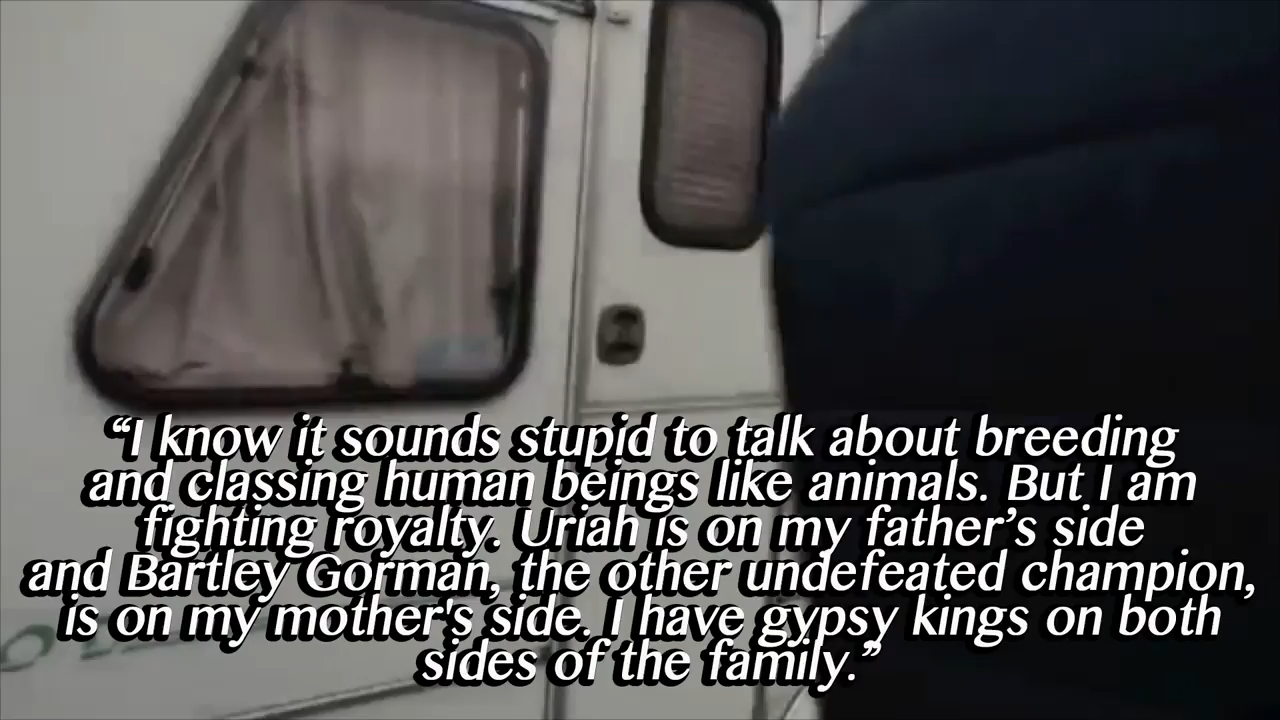 “I know it sounds stupid to talk about breeding
and classing human beings like animals. But I am
fighting royalty. Uriah is on my father’s side
and Bartley Gorman, the other undefeated champion,
is on my mother's side. I have gypsy kings on both
sides of the family.”